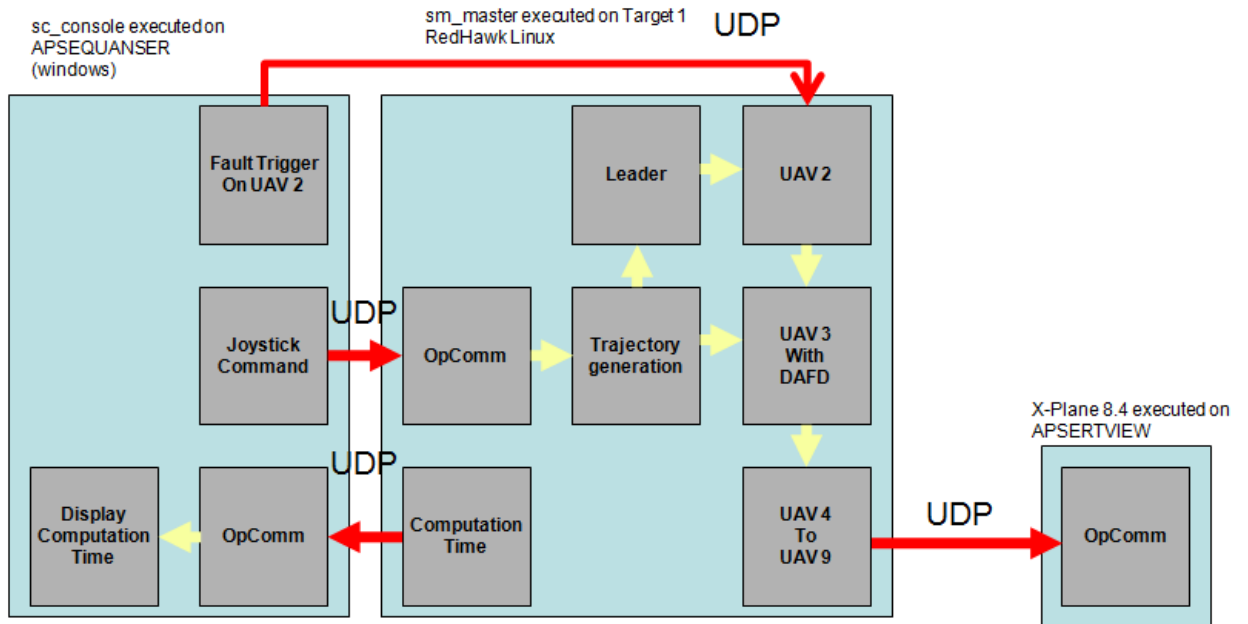 sc_console executed on
APSEQUANSER
(windows)
sm_master executed on Target 1
RedHawk Linux
UDP
Fault Trigger
On UAV 2
Leader
UAV 2
Joystick
Command
UDP
OpComm
Trajectory
generation
UAV 3
With
DAFD
X-Plane 8.4 executed on
APSERTVIEW
Display
Computation
Time
OpComm
UDP
Computation
Time
UAV 4
To
UAV 9
UDP
OpComm